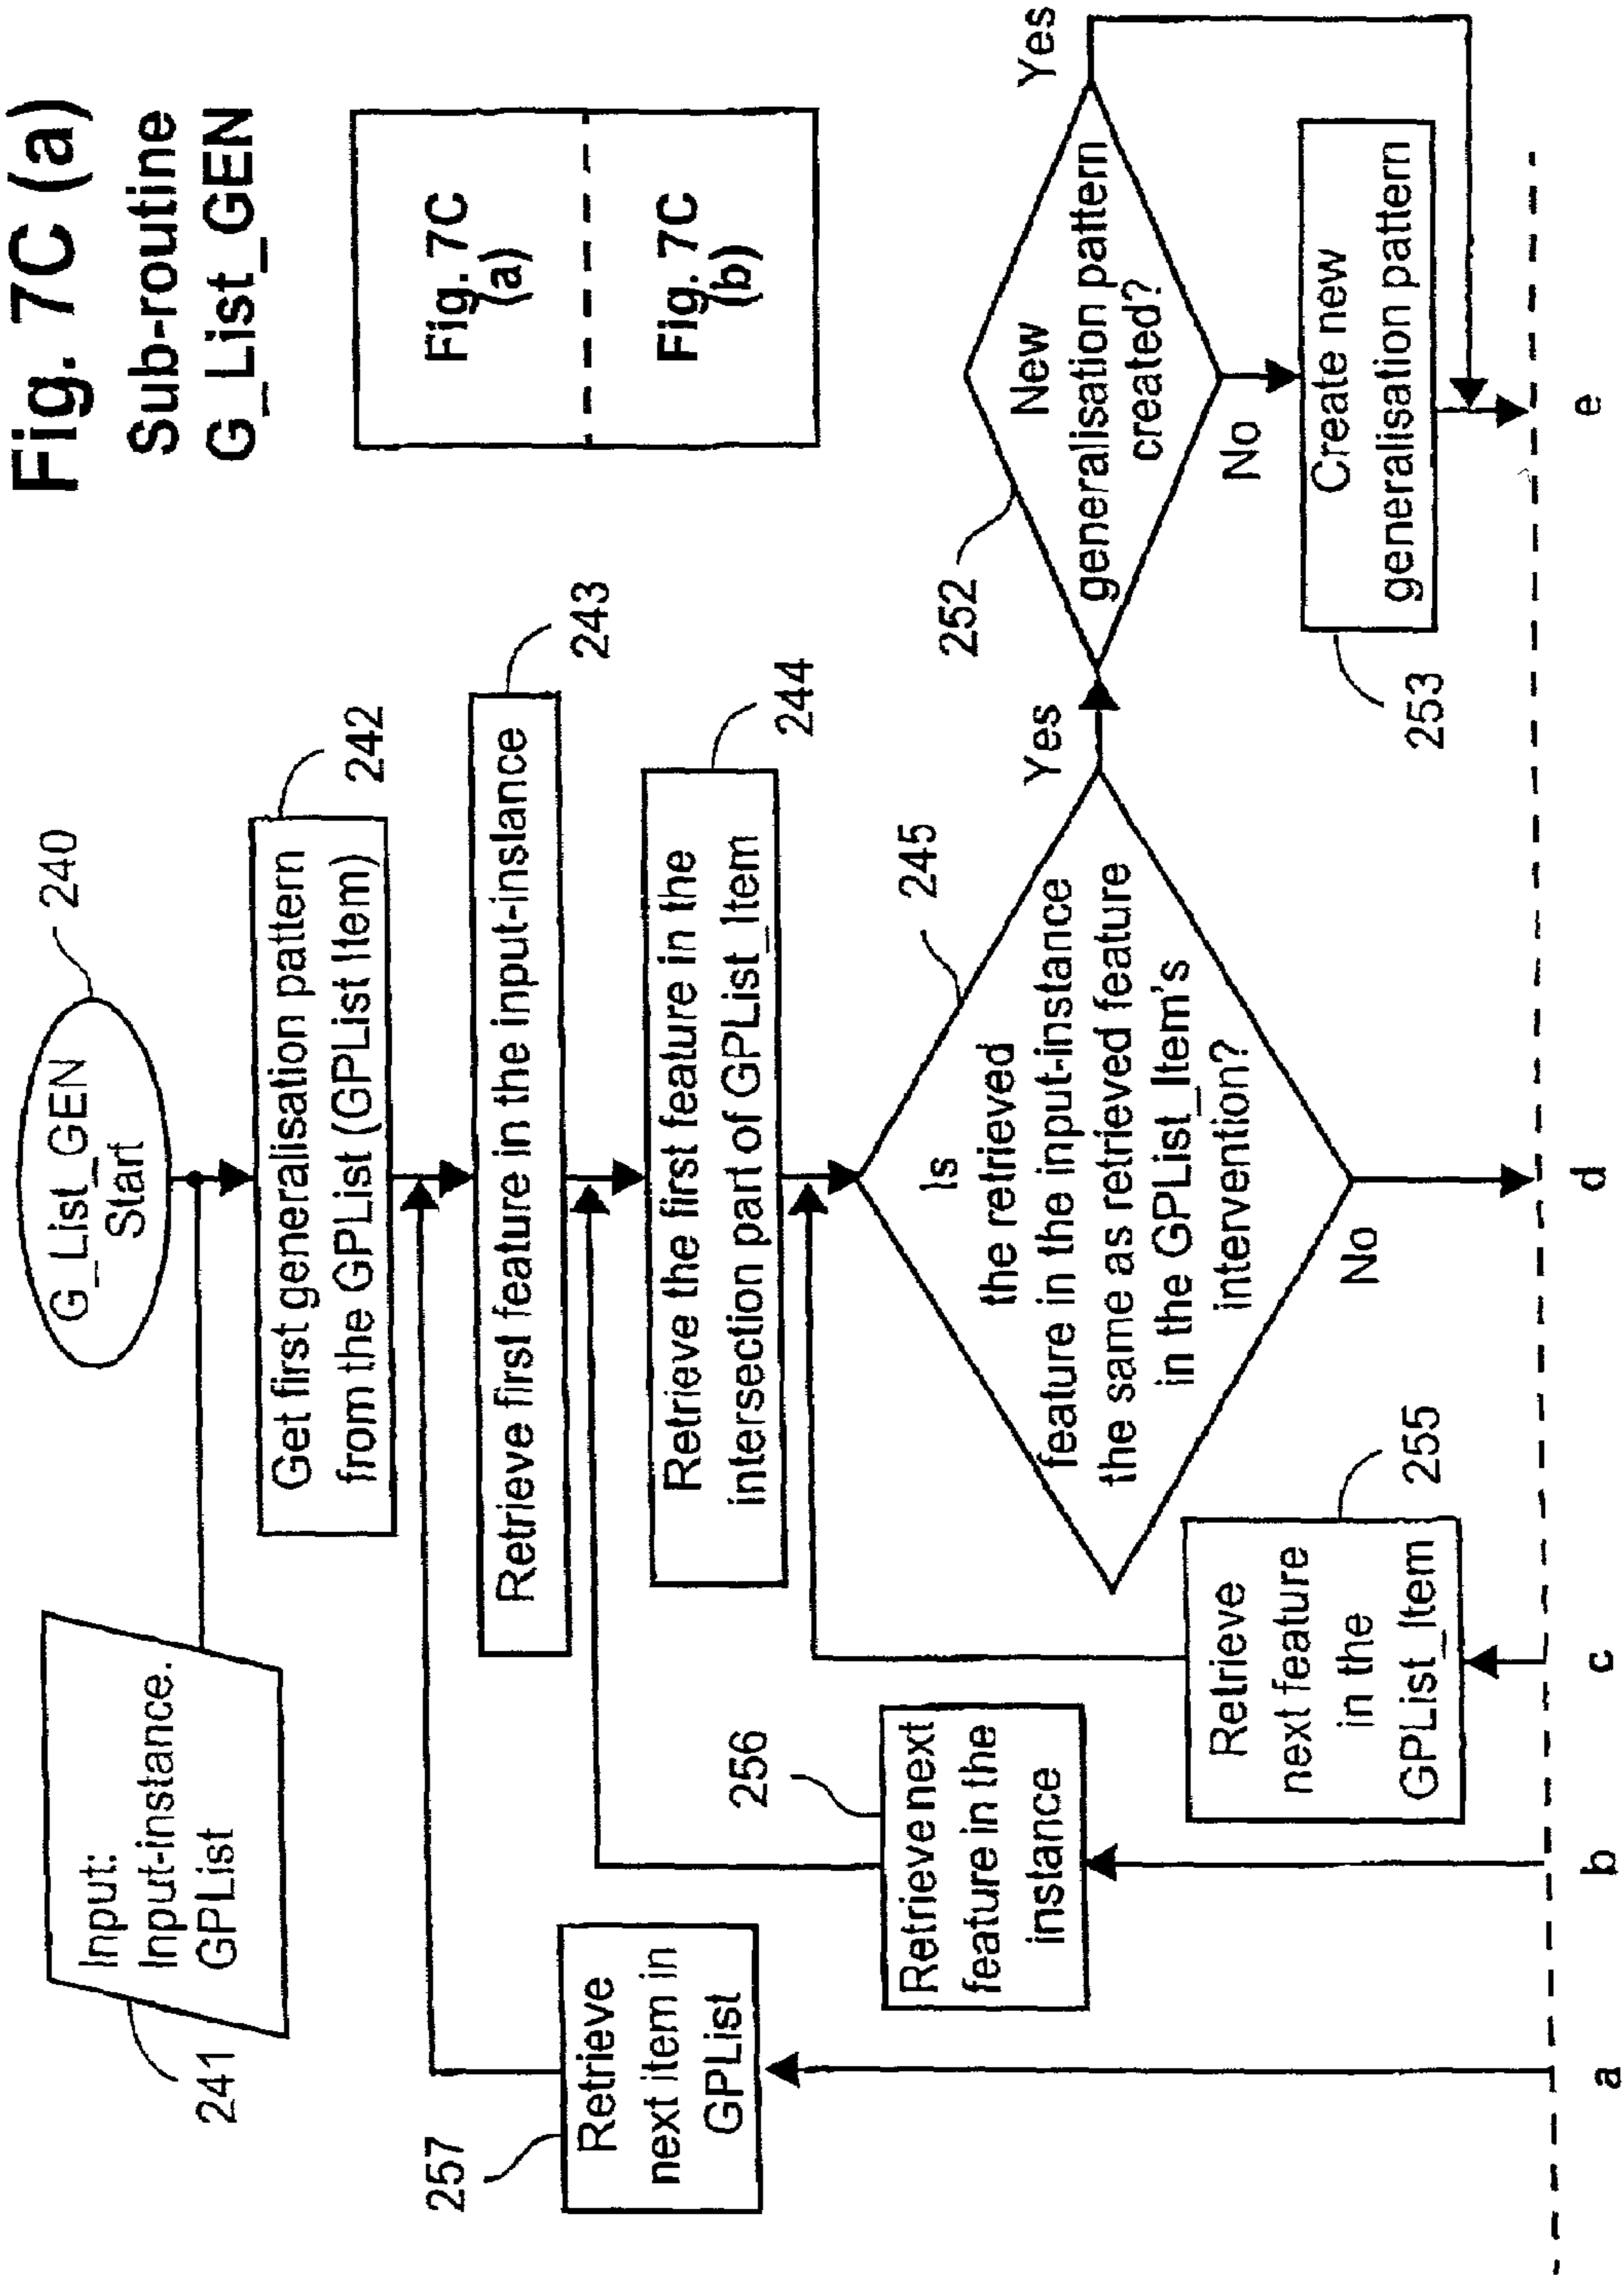 Fig. 7C (a)
Sub-routine
G_List_GEN
Fig. 7C
(a)
Fig. 7C
(b)
G_List_GEN
Start
240
Input:
Input-instance.
GPList
241
Get first generalisation pattern
from the GPList (GPList Item)
242
Retrieve first feature in the input-instance
243
Retrieve the first feature in the
intersection part of GPList_Item
244
Is
the retrieved
feature in the input-instance
the same as retrieved feature
in the GPList_Item's
intervention?
245
Yes
No
New
generalisation pattern
created?
252
Yes
No
Create new
generalisation pattern
253
Retrieve
next item in
GPList
257
Retrieve next
feature in the
instance
256
Retrieve
next feature
in the
GPList_Item
255
a
b
c
d
e